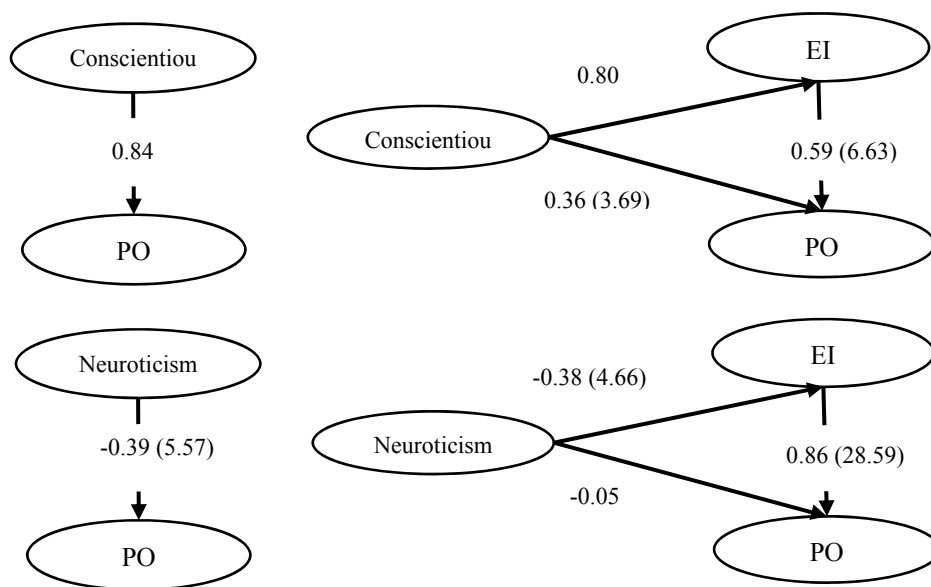 Conscientiou
0.84
PO
EI
0.80
Conscientiou
0.59 (6.63)
0.36 (3.69)
PO
Neuroticism
-0.39 (5.57)
PO
EI
-0.38 (4.66)
Neuroticism
0.86 (28.59)
-0.05
PO